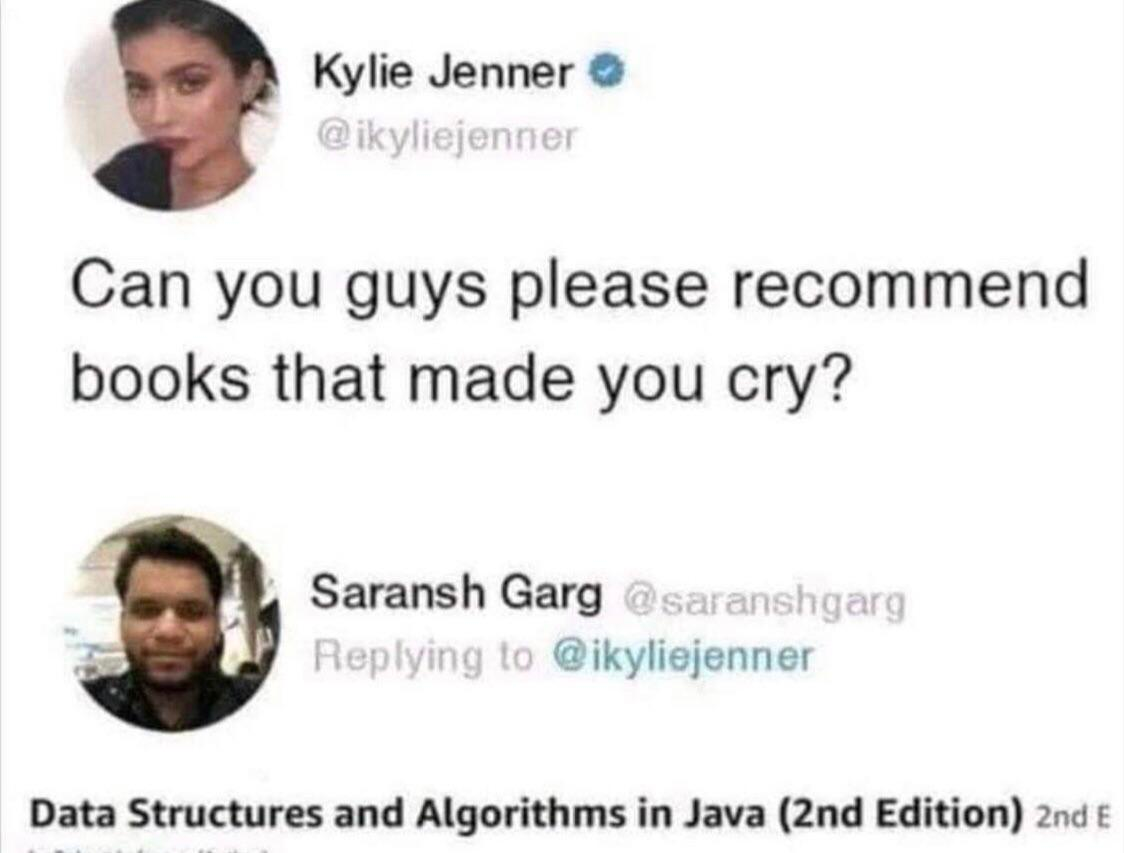 Kylie Jenner
@ikyliejenner
Can you guys please recommend
books that made you cry?
Saransh Garg @saranshgarg
Replying to @ikyliejenner
Data Structures and Algorithms in Java (2nd Edition) 2nd E